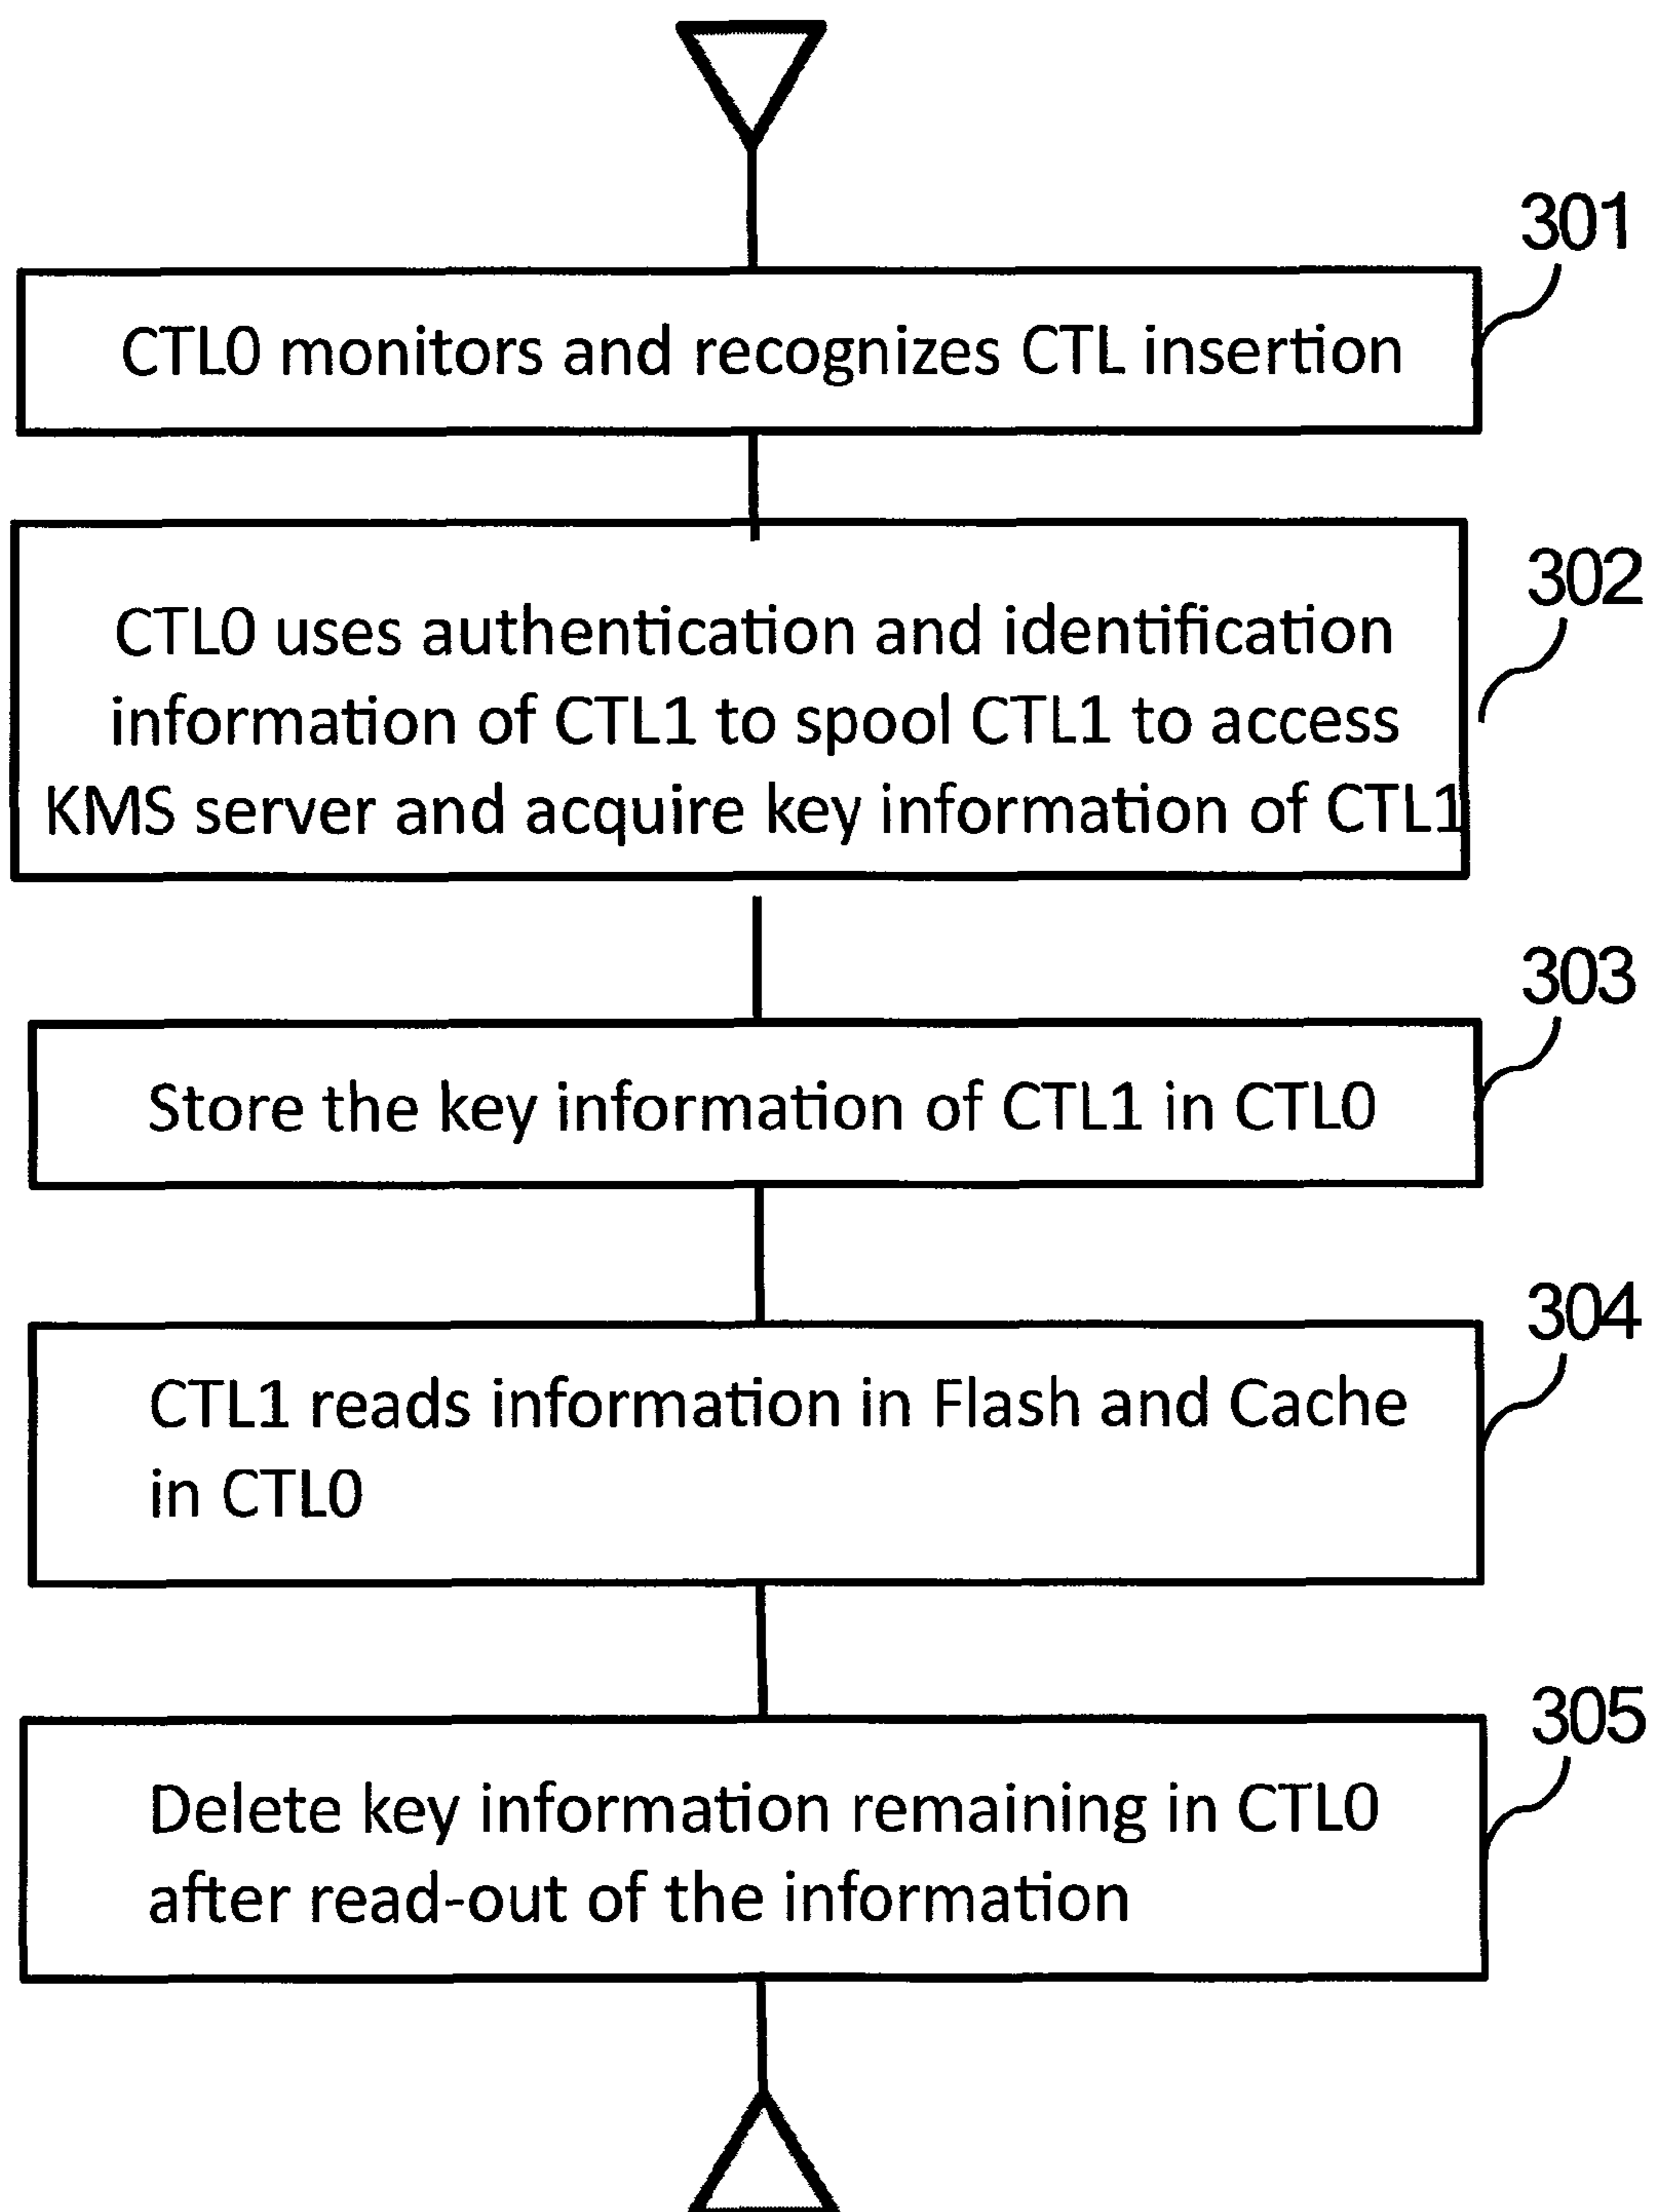 301
CTL0 monitors and recognizes CTL insertion
302
CTL0 uses authentication and identification
information of CTL1 to spool CTL1 to access
KMS server and acquire key information of CTL1
303
Store the key information of CTL1 in CTL0
304
CTL1 reads information in Flash and Cache
in CTL0
305
Delete key information remaining in CTL0
after read-out of the information